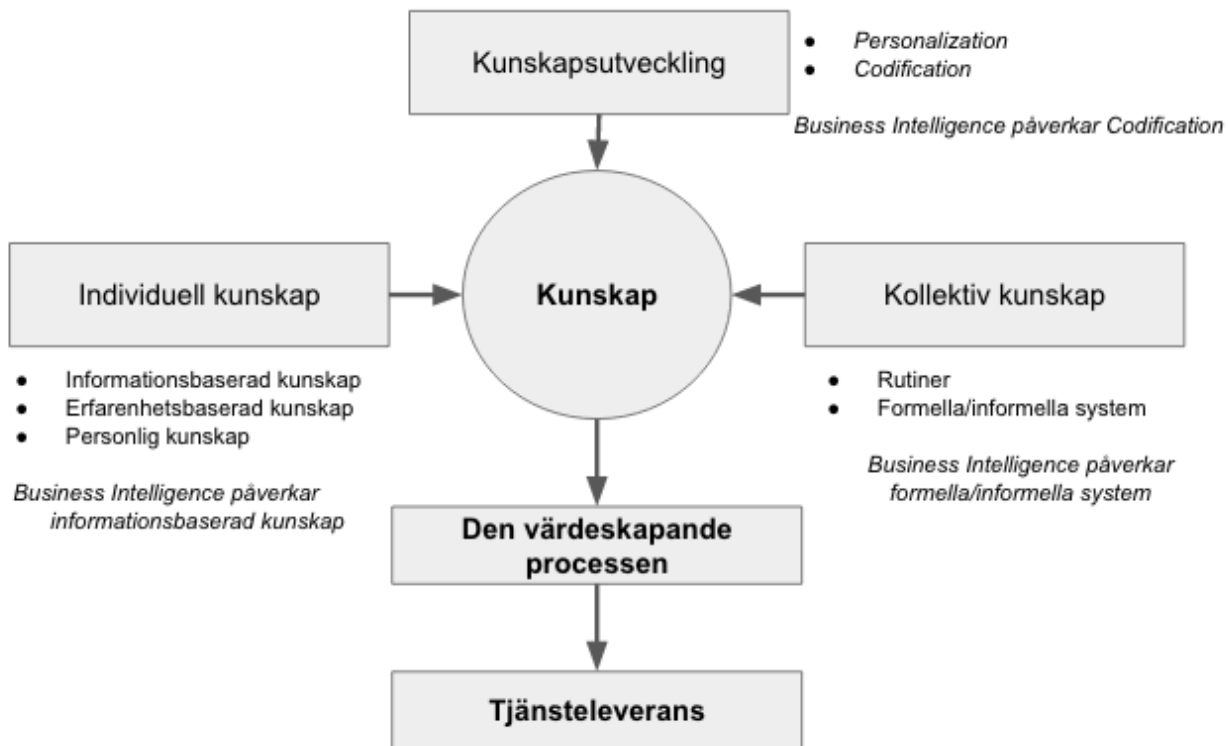 Kunskapsutveckling
● Personalization
● Codification
Business Intelligence påverkar Codification
Individuell kunskap
Kunskap
Kollektiv kunskap
● Informationsbaserad kunskap
● Erfarenhetsbaserad kunskap
● Personlig kunskap
Business Intelligence påverkar
informationsbaserad kunskap
● Rutiner
● Formella/informella system
Business Intelligence påverkar
formella/informella system
Den värdeskapande
processen
Tjänsteleverans